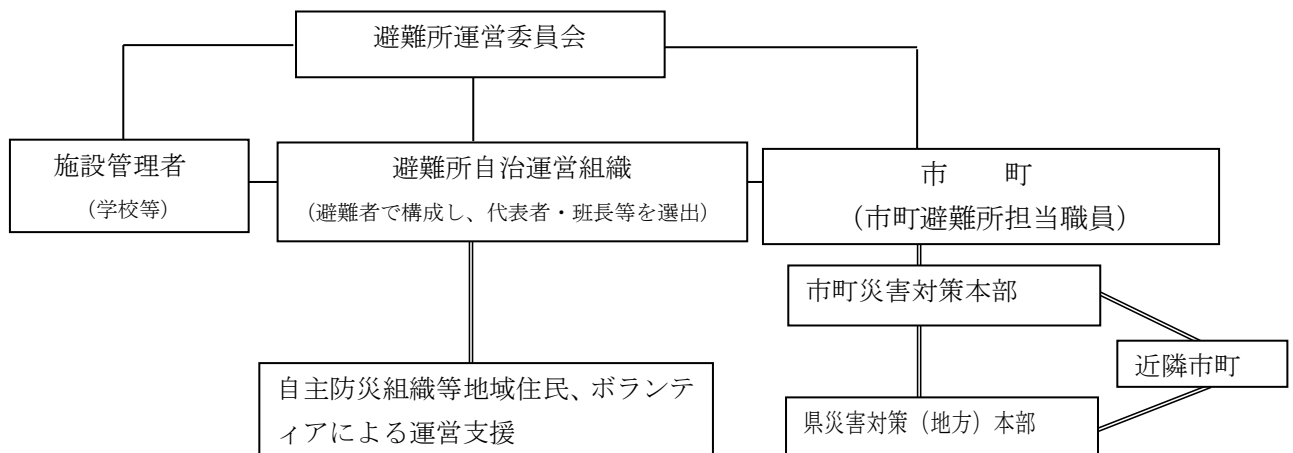 避難所運営委員会
施設管理者
（学校等）
避難所自治運営組織
（避難者で構成し、代表者・班長等を選出）
市　　町
（市町避難所担当職員）
市町災害対策本部
近隣市町
自主防災組織等地域住民、ボランテ
ィアによる運営支援
県災害対策（地方）本部